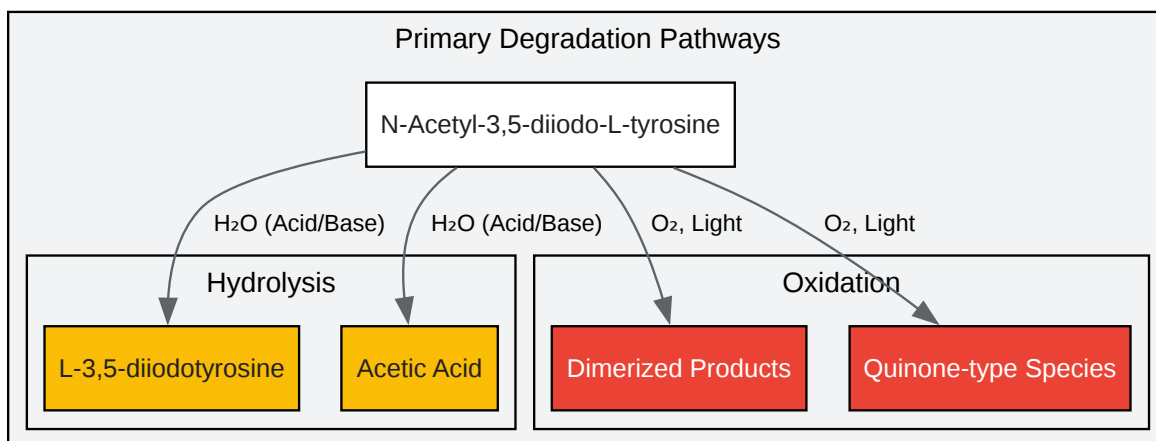 Primary Degradation Pathways
N-Acetyl-3,5-diiodo-L-tyrosine
H₂O (Acid/Base)
H₂O (Acid/Base)
O₂, Light
O₂, Light
Hydrolysis
Oxidation
L-3,5-diiodotyrosine
Acetic Acid
Dimerized Products
Quinone-type Species